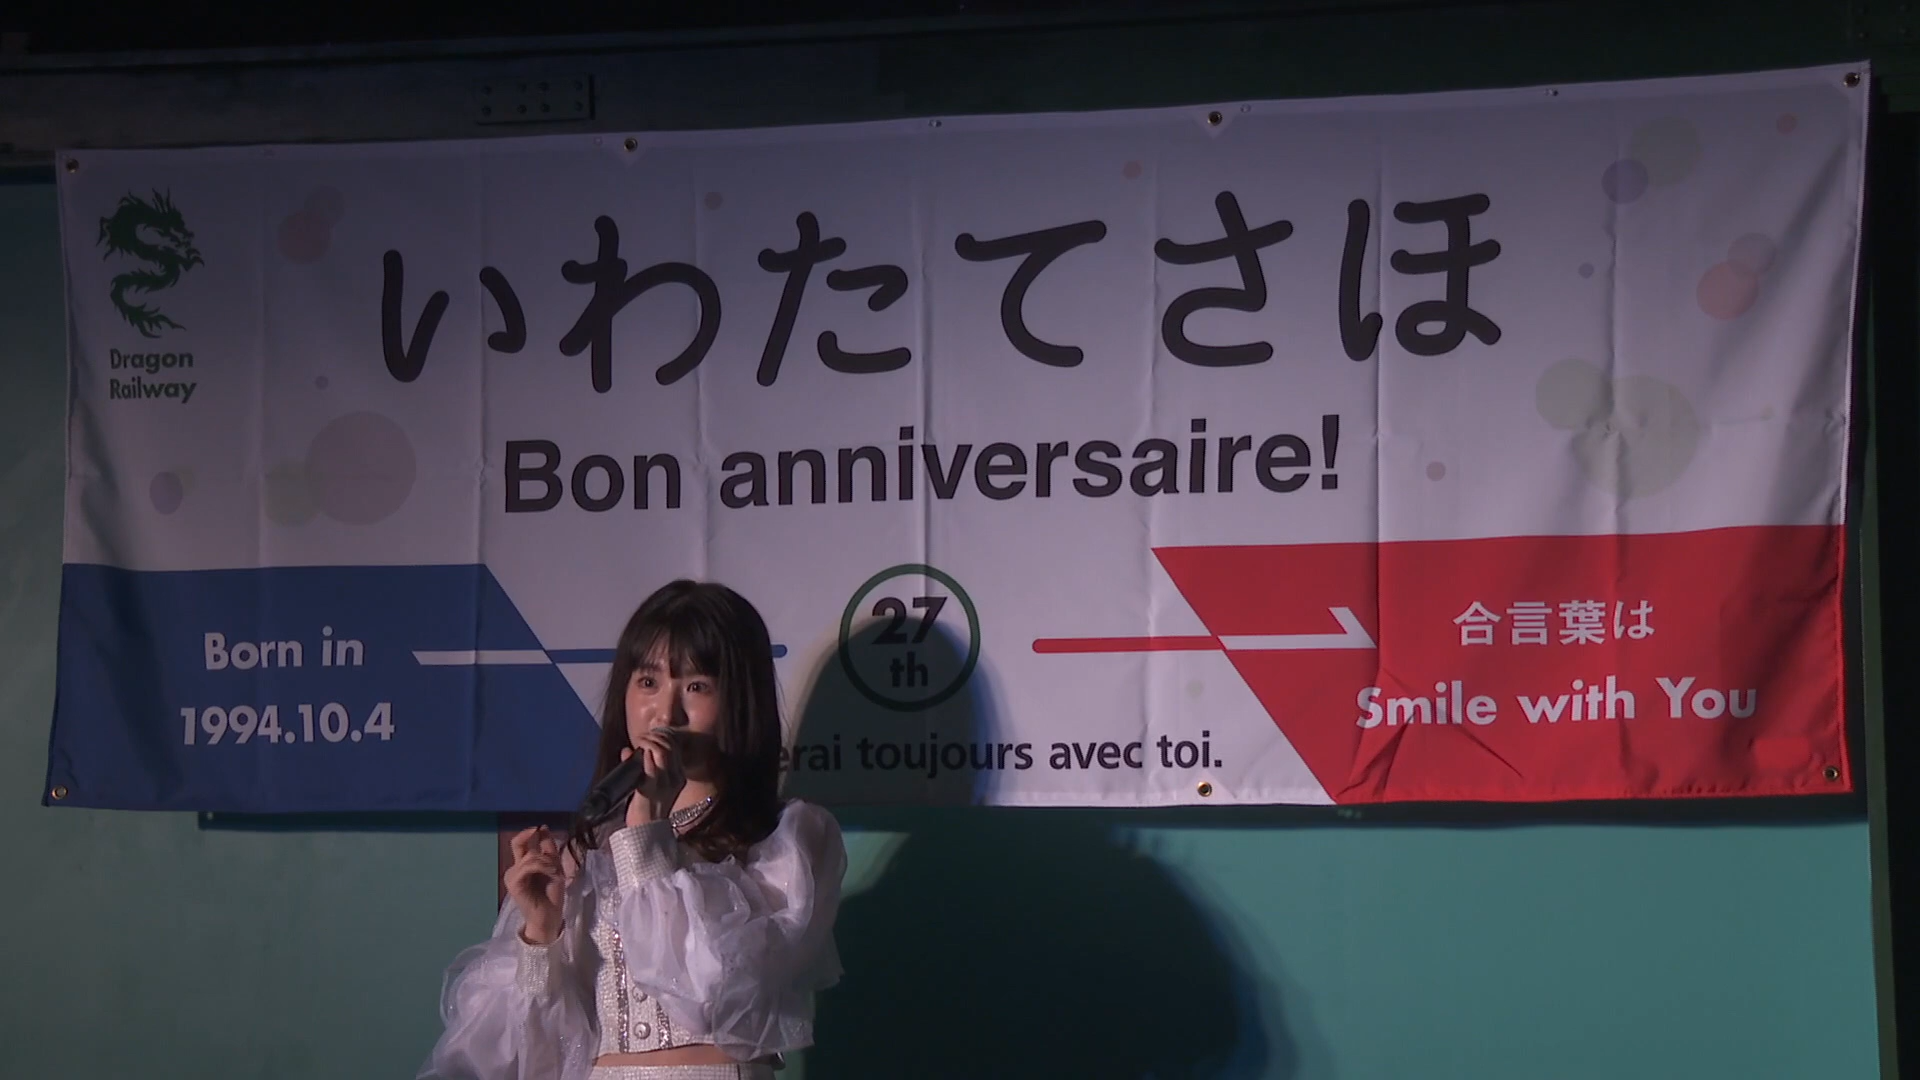 Dragon
Railway
いわたてさほ
Bon anniversaire!
Born in
1994.10.4
27
th
合言葉は
Smile with You
toujours avec toi.